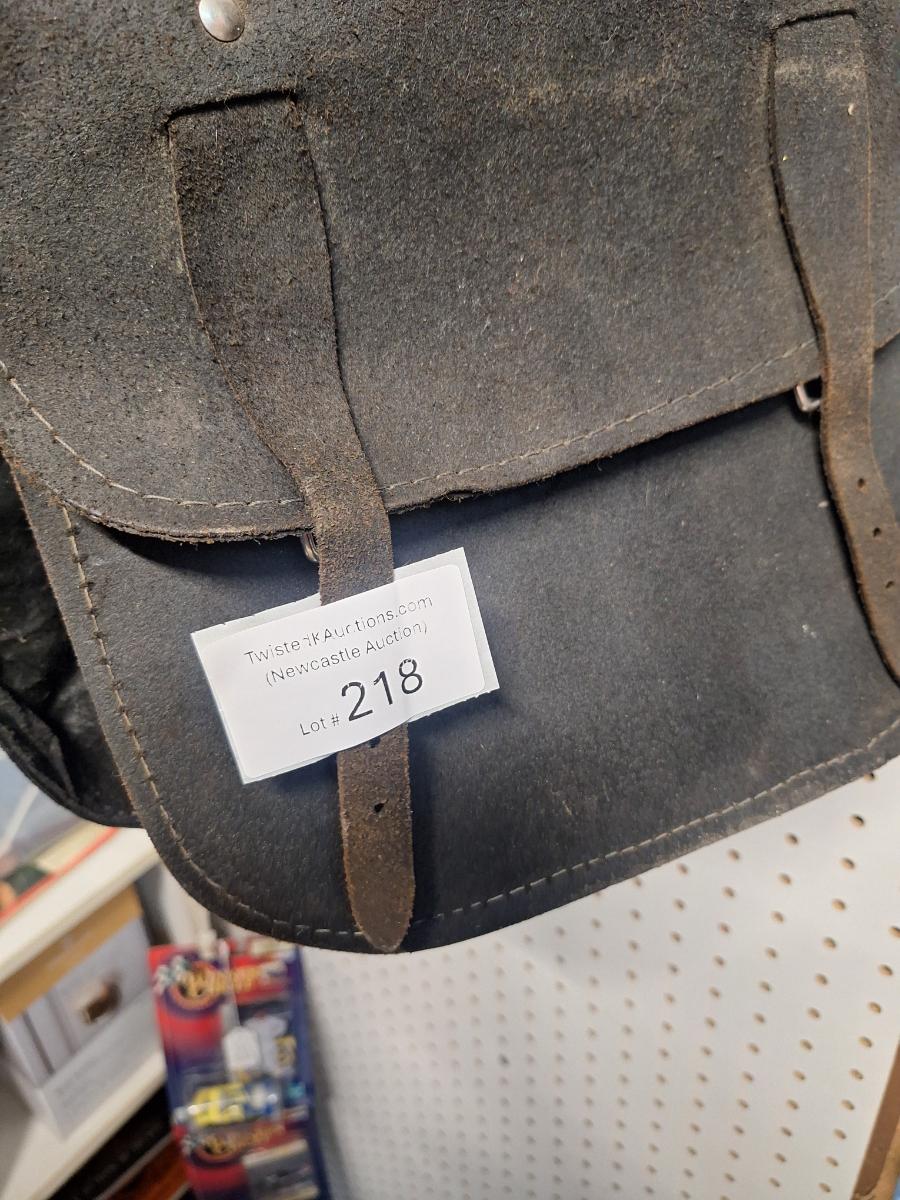 TwistedKAuctions.com
(Newcastle Auction)
Lot # 218